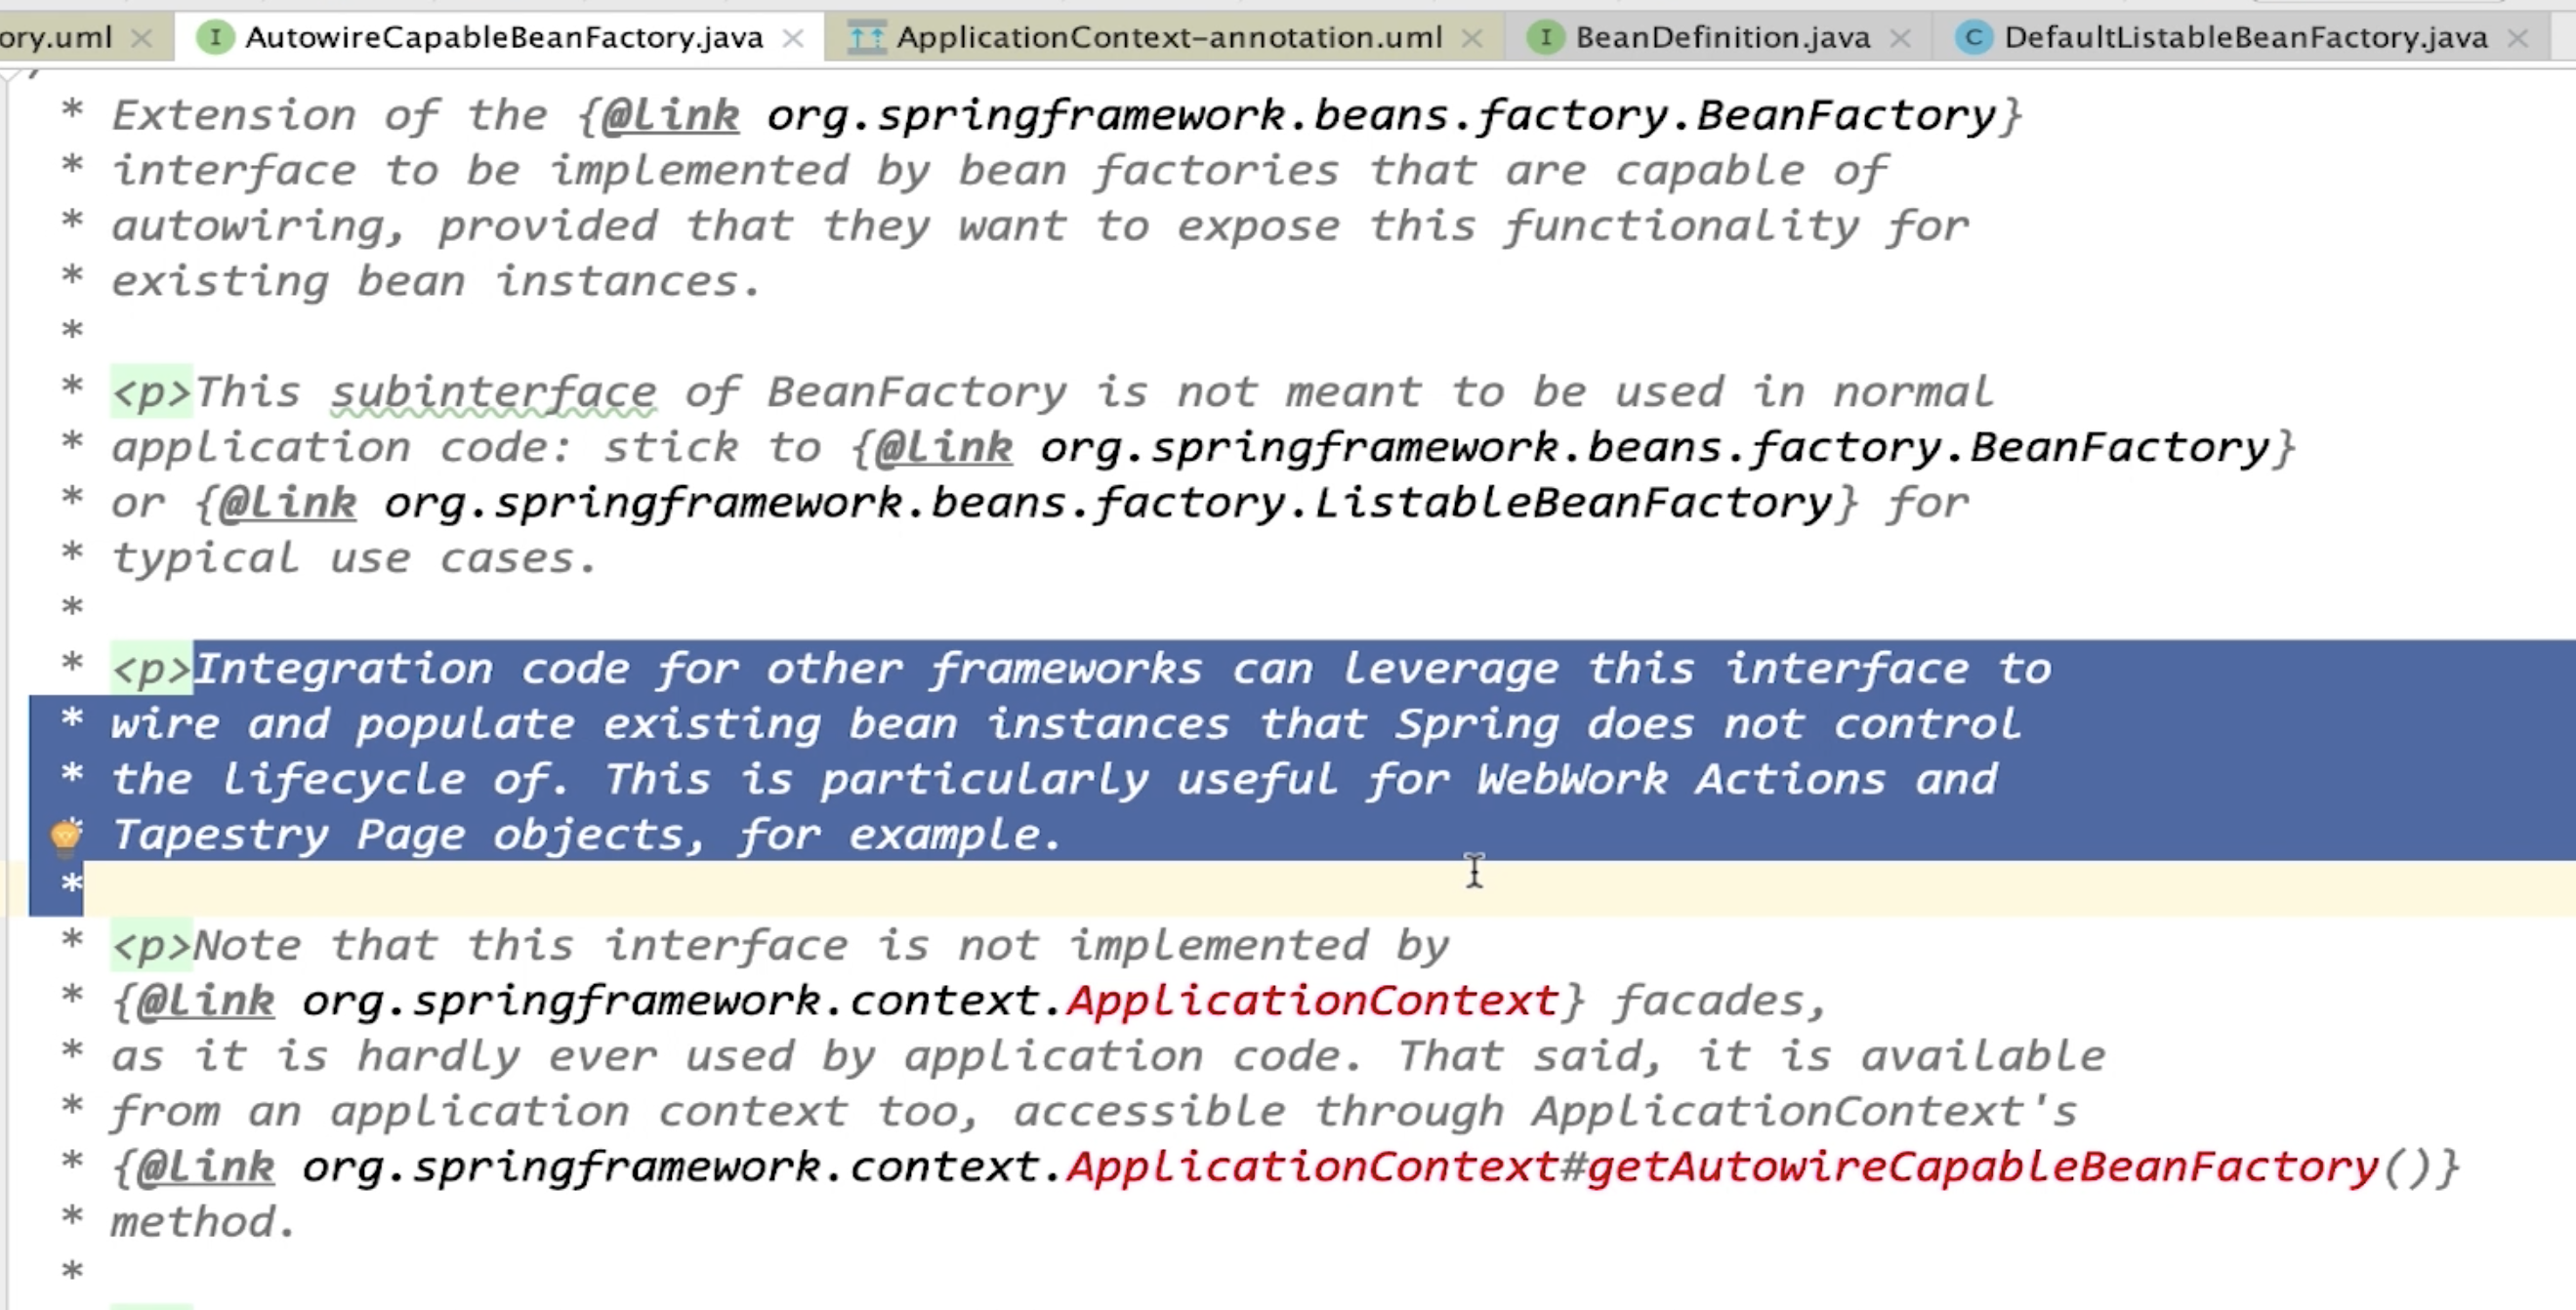 ory.uml
AutowireCapableBeanFactory.java
ApplicationContext-annotation.uml
BeanDefinition.java
DefaultListableBeanFactory.java
* Extension of the {@link org.springframework.beans.factory.BeanFactory}
* interface to be implemented by bean factories that are capable of
* autowiring, provided that they want to expose this functionality for
* existing bean instances.
*
* <p>This subinterface of BeanFactory is not meant to be used in normal
* application code: stick to {@link org.springframework.beans.factory.BeanFactory}
* or {@link org.springframework.beans.factory.ListableBeanFactory} for
* typical use cases.
*
* <p>Integration code for other frameworks can leverage this interface to
* wire and populate existing bean instances that Spring does not control
* the lifecycle of. This is particularly useful for WebWork Actions and
* Tapestry Page objects, for example.
*
* <p>Note that this interface is not implemented by
* {@link org.springframework.context.ApplicationContext} facades,
* as it is hardly ever used by application code. That said, it is available
* from an application context too, accessible through ApplicationContext's
* {@link org.springframework.context.ApplicationContext#getAutowireCapableBeanFactory()}
* method.
*